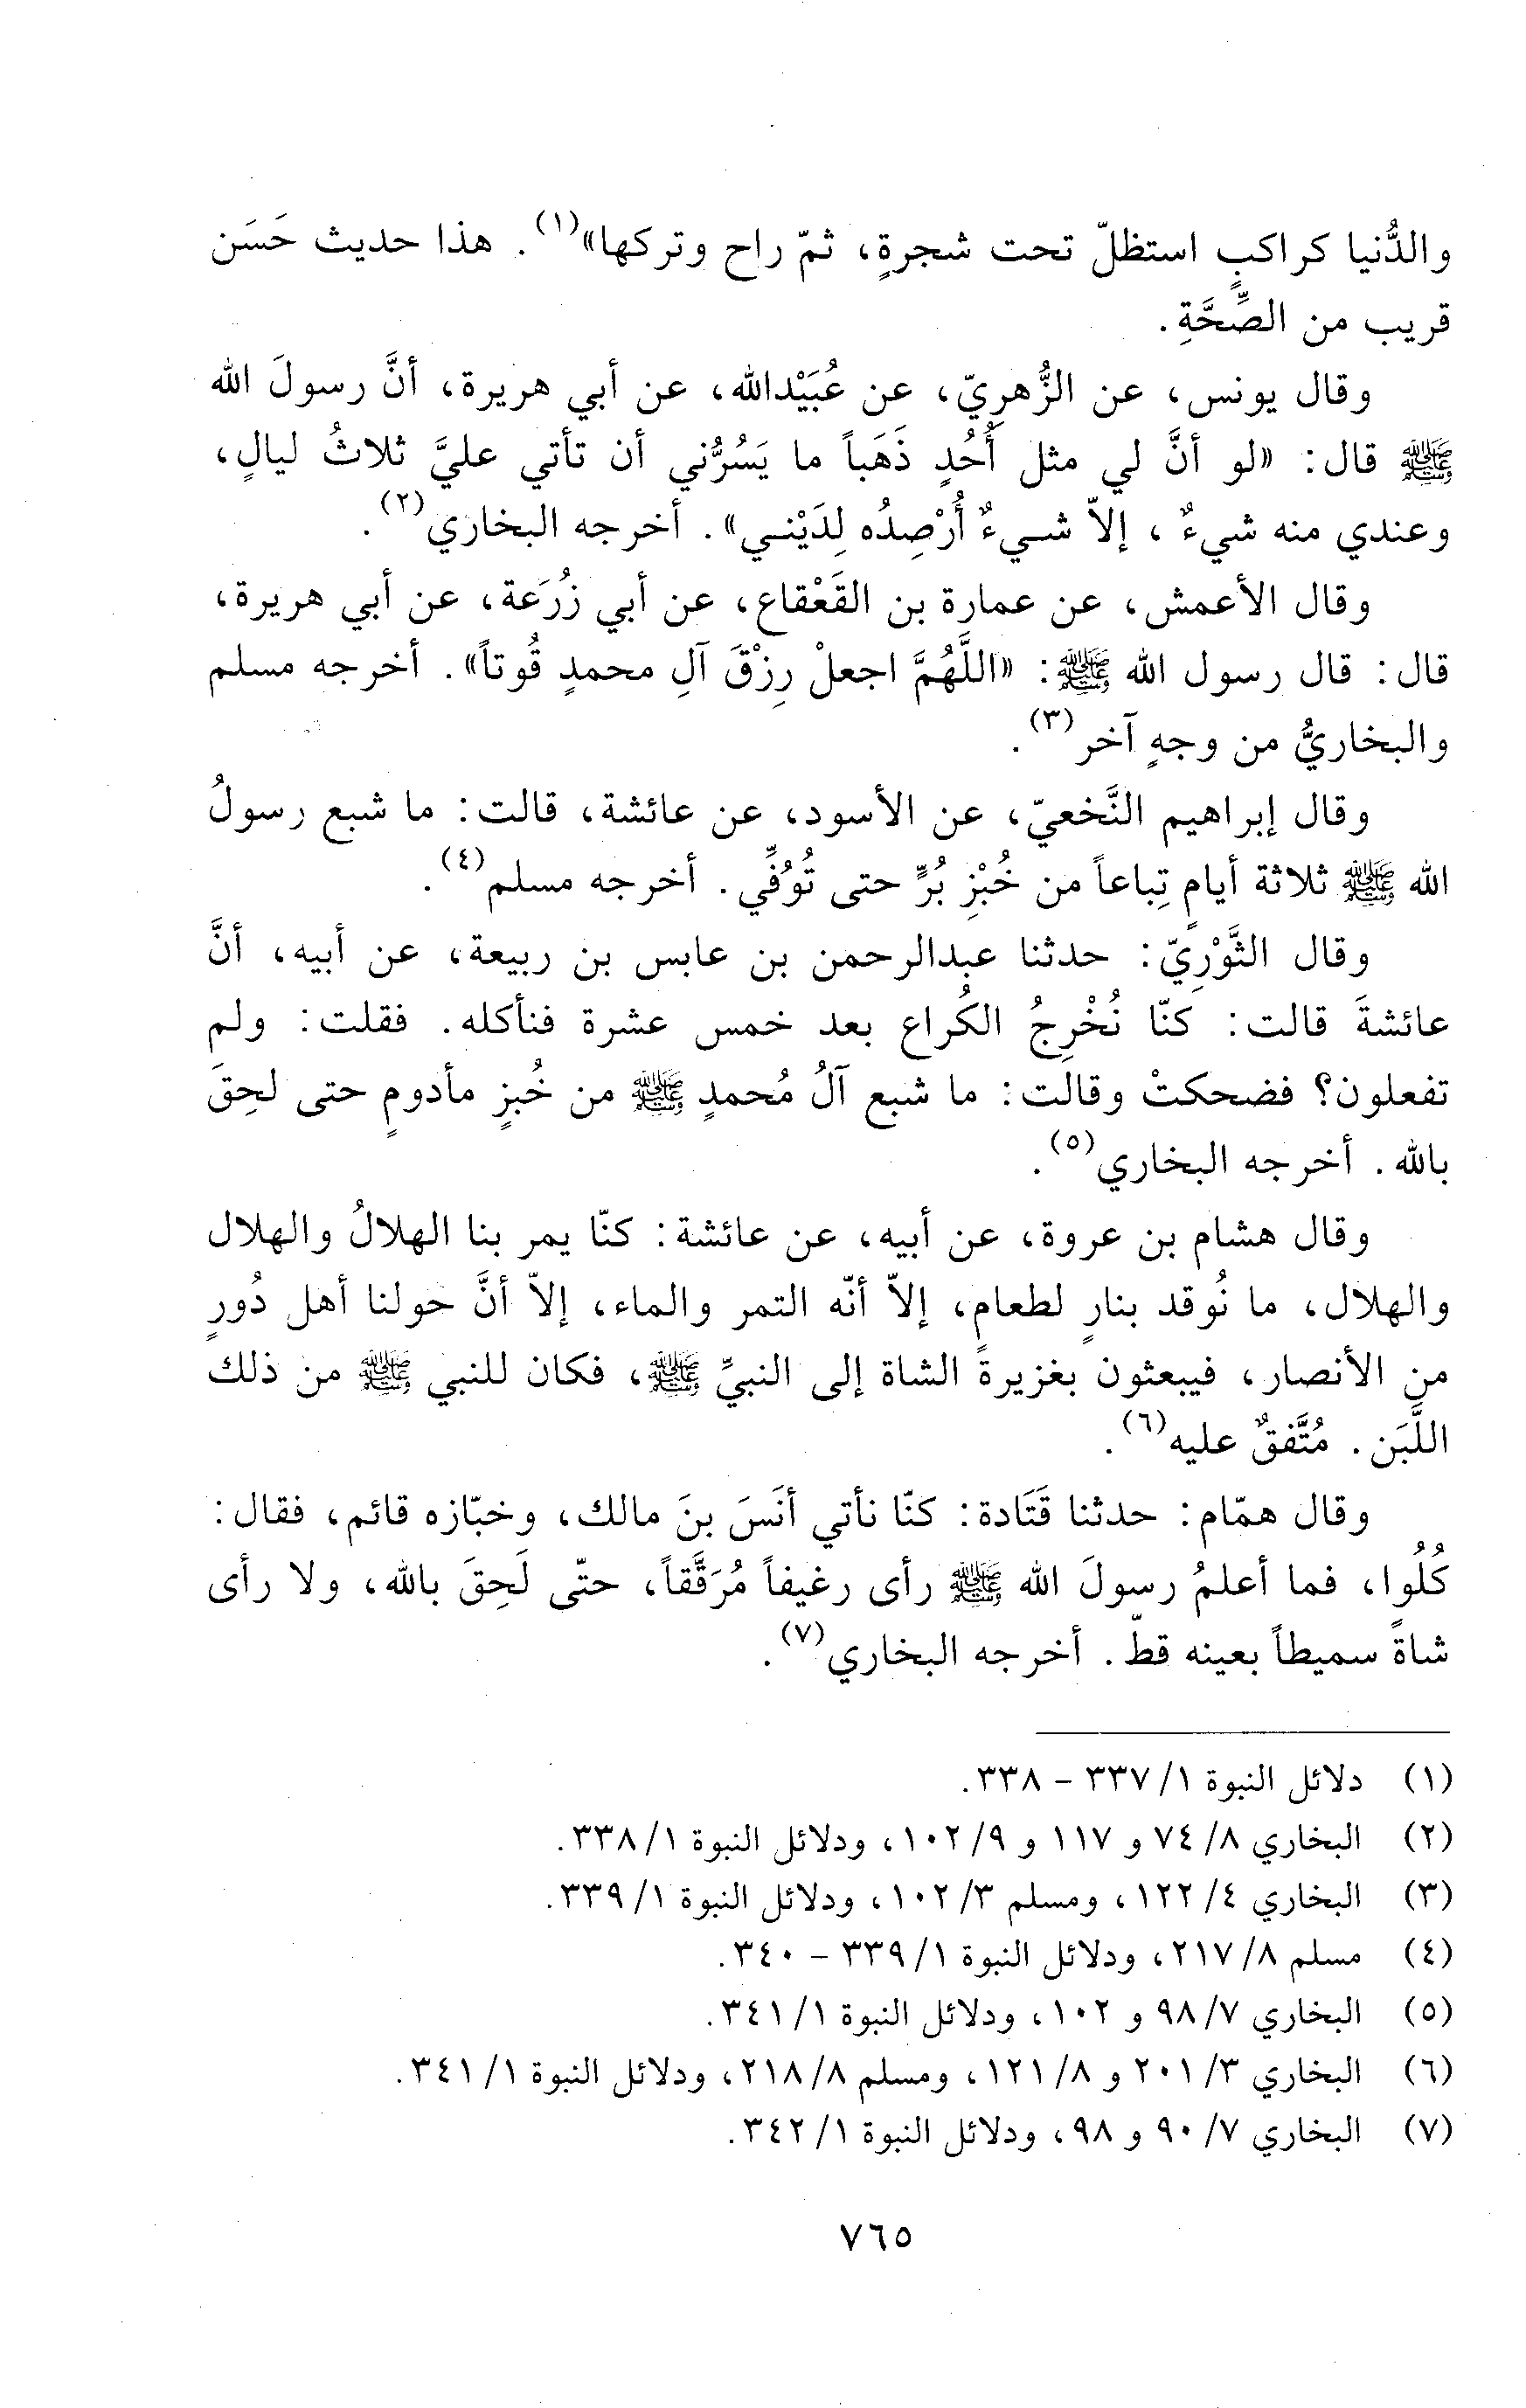 والدُّنيا كراكبٍ استظلّ تحت شجرةٍ، ثمّ راح وتركها»(١). هذا حديث حَسَن
قريب من الصِّحَّةِ.
وقال يونس، عن الزُّهرِيّ، عن عُبَيْدالله، عن أبي هريرة، أنَّ رسولَ الله
ﷺ قال: «لو أنَّ لي مثل أُحُدٍ ذَهَباً ما يَسُرُّني أن تأتي عليَّ ثلاثُ ليالٍ،
وعندي منه شيءٌ، إلاّ شيءٌ أُرْصِدُه لِدَيْني». أخرجه البخاري(٢).
وقال الأعمش، عن عمارة بن القَعْقاع، عن أبي زُرَعة، عن أبي هريرة،
قال: قال رسول الله ﷺ: «اللَّهُمَّ اجعلْ رِزْقَ آلِ محمدٍ قُوتاً». أخرجه مسلم
والبخاريُّ من وجهٍ آخر(٣).
وقال إبراهيم النَّخعيّ، عن الأسود، عن عائشة، قالت: ما شبع رسولُ
الله ﷺ ثلاثة أيامٍ تِباعاً من خُبْزِ بُرٍّ حتى تُوُفِّي. أخرجه مسلم(٤).
وقال الثَّوْرِيّ: حدثنا عبدالرحمن بن عابس بن ربيعة، عن أبيه، أنَّ
عائشةَ قالت: كنّا نُخْرِجُ الكُراع بعد خمس عشرة فنأكله. فقلت: ولم
تفعلون؟ فضحكتْ وقالت: ما شبع آلُ مُحمدٍ ﷺ من خُبزٍ مأدومٍ حتى لحِقَ
بالله. أخرجه البخاري(٥).
وقال هشام بن عروة، عن أبيه، عن عائشة: كنّا يمر بنا الهلالُ والهلال
والهلال، ما نُوقد بنارٍ لطعامٍ، إلاّ أنّه التمر والماء، إلاّ أنَّ حولنا أهل دُورٍ
من الأنصار، فيبعثون بغزيرةً الشاة إلى النبيِّ ﷺ، فكان للنبي ﷺ من ذلك
اللَّبَن. مُتَّفقٌ عليه(٦).
وقال همّام: حدثنا قَتَادة: كنّا نأتي أنَسَ بنَ مالك، وخبّازه قائم، فقال:
كُلُوا، فما أعلمُ رسولَ الله ﷺ رأى رغيفاً مُرَقَّقاً، حتّى لَحِقَ بالله، ولا رأى
شاةً سميطاً بعينه قطّ. أخرجه البخاري(٧).
(١) دلائل النبوة ١/ ٣٣٧ - ٣٣٨.
(٢) البخاري ٨/ ٧٤ و ١١٧ و ٩/ ١٠٢، ودلائل النبوة ١/ ٣٣٨.
(٣) البخاري ٤/ ١٢٢، ومسلم ٣/ ١٠٢، ودلائل النبوة ١/ ٣٣٩.
(٤) مسلم ٨/ ٢١٧، ودلائل النبوة ١/ ٣٣٩ - ٣٤٠.
(٥) البخاري ٧/ ٩٨ و ١٠٢، ودلائل النبوة ١/ ٣٤١.
(٦) البخاري ٣/ ٢٠١ و ٨/ ١٢١، ومسلم ٨/ ٢١٨، ودلائل النبوة ١/ ٣٤١.
(٧) البخاري ٧/ ٩٠ و ٩٨، ودلائل النبوة ١/ ٣٤٢.
٧٦٥